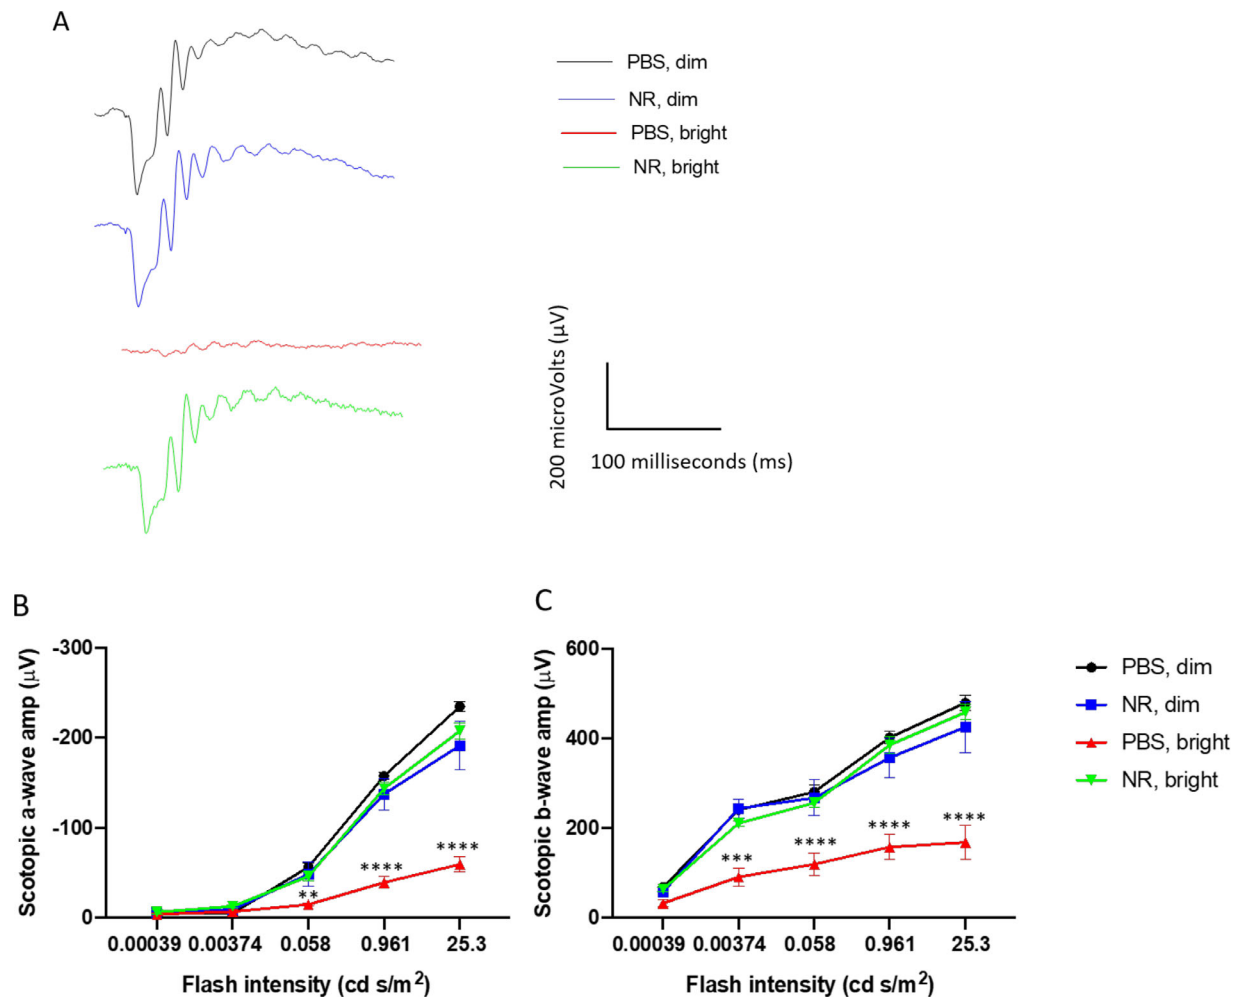 A
PBS, dim
NR, dim
PBS, bright
NR, bright
200 microVolts (µV)
100 milliseconds (ms)
B
Scotopic a-wave amp (µV)
-300
-200
-100
0
**
****
****
0.00039 0.00374 0.058 0.961 25.3
Flash intensity (cd s/m²)
C
Scotopic b-wave amp (µV)
600
400
200
0
***
****
****
****
0.00039 0.00374 0.058 0.961 25.3
Flash intensity (cd s/m²)
PBS, dim
NR, dim
PBS, bright
NR, bright